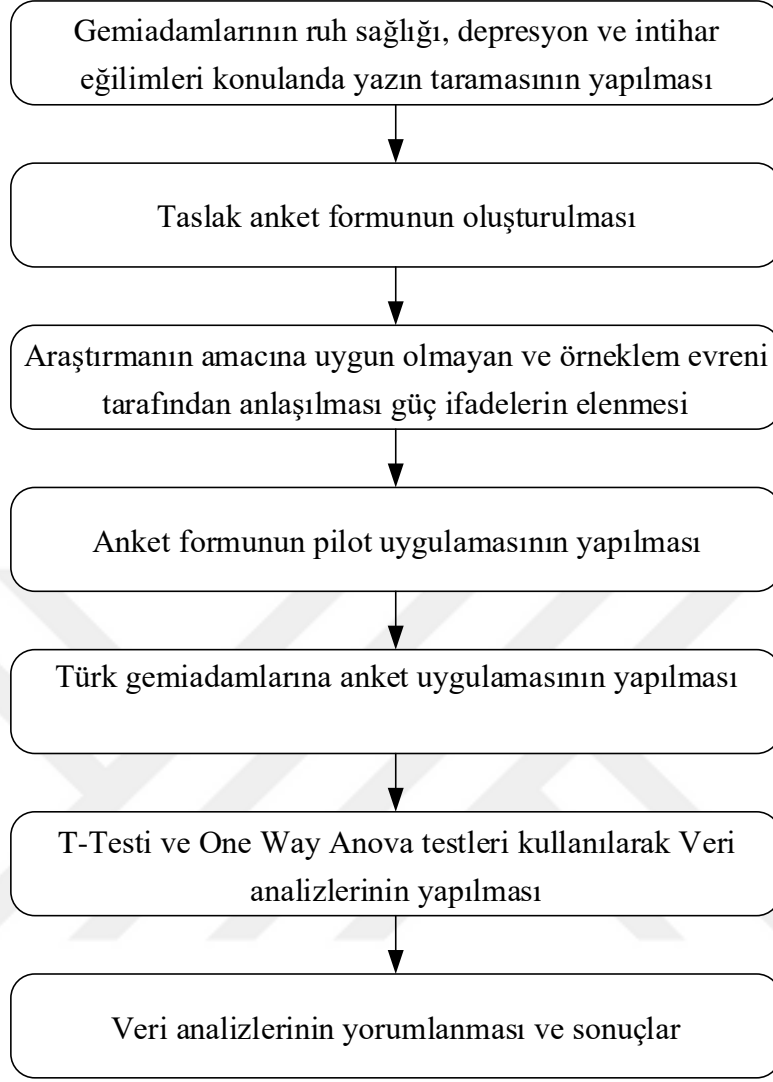 Gemiadamlarının ruh sağlığı, depresyon ve intihar
eğilimleri konulanda yazın taramasının yapılması
Taslak anket formunun oluşturulması
Araştırmanın amacına uygun olmayan ve örneklem evreni
tarafından anlaşılması güç ifadelerin elenmesi
Anket formunun pilot uygulamasının yapılması
Türk gemiadamlarına anket uygulamasının yapılması
T-Testi ve One Way Anova testleri kullanılarak Veri
analizlerinin yapılması
Veri analizlerinin yorumlanması ve sonuçlar